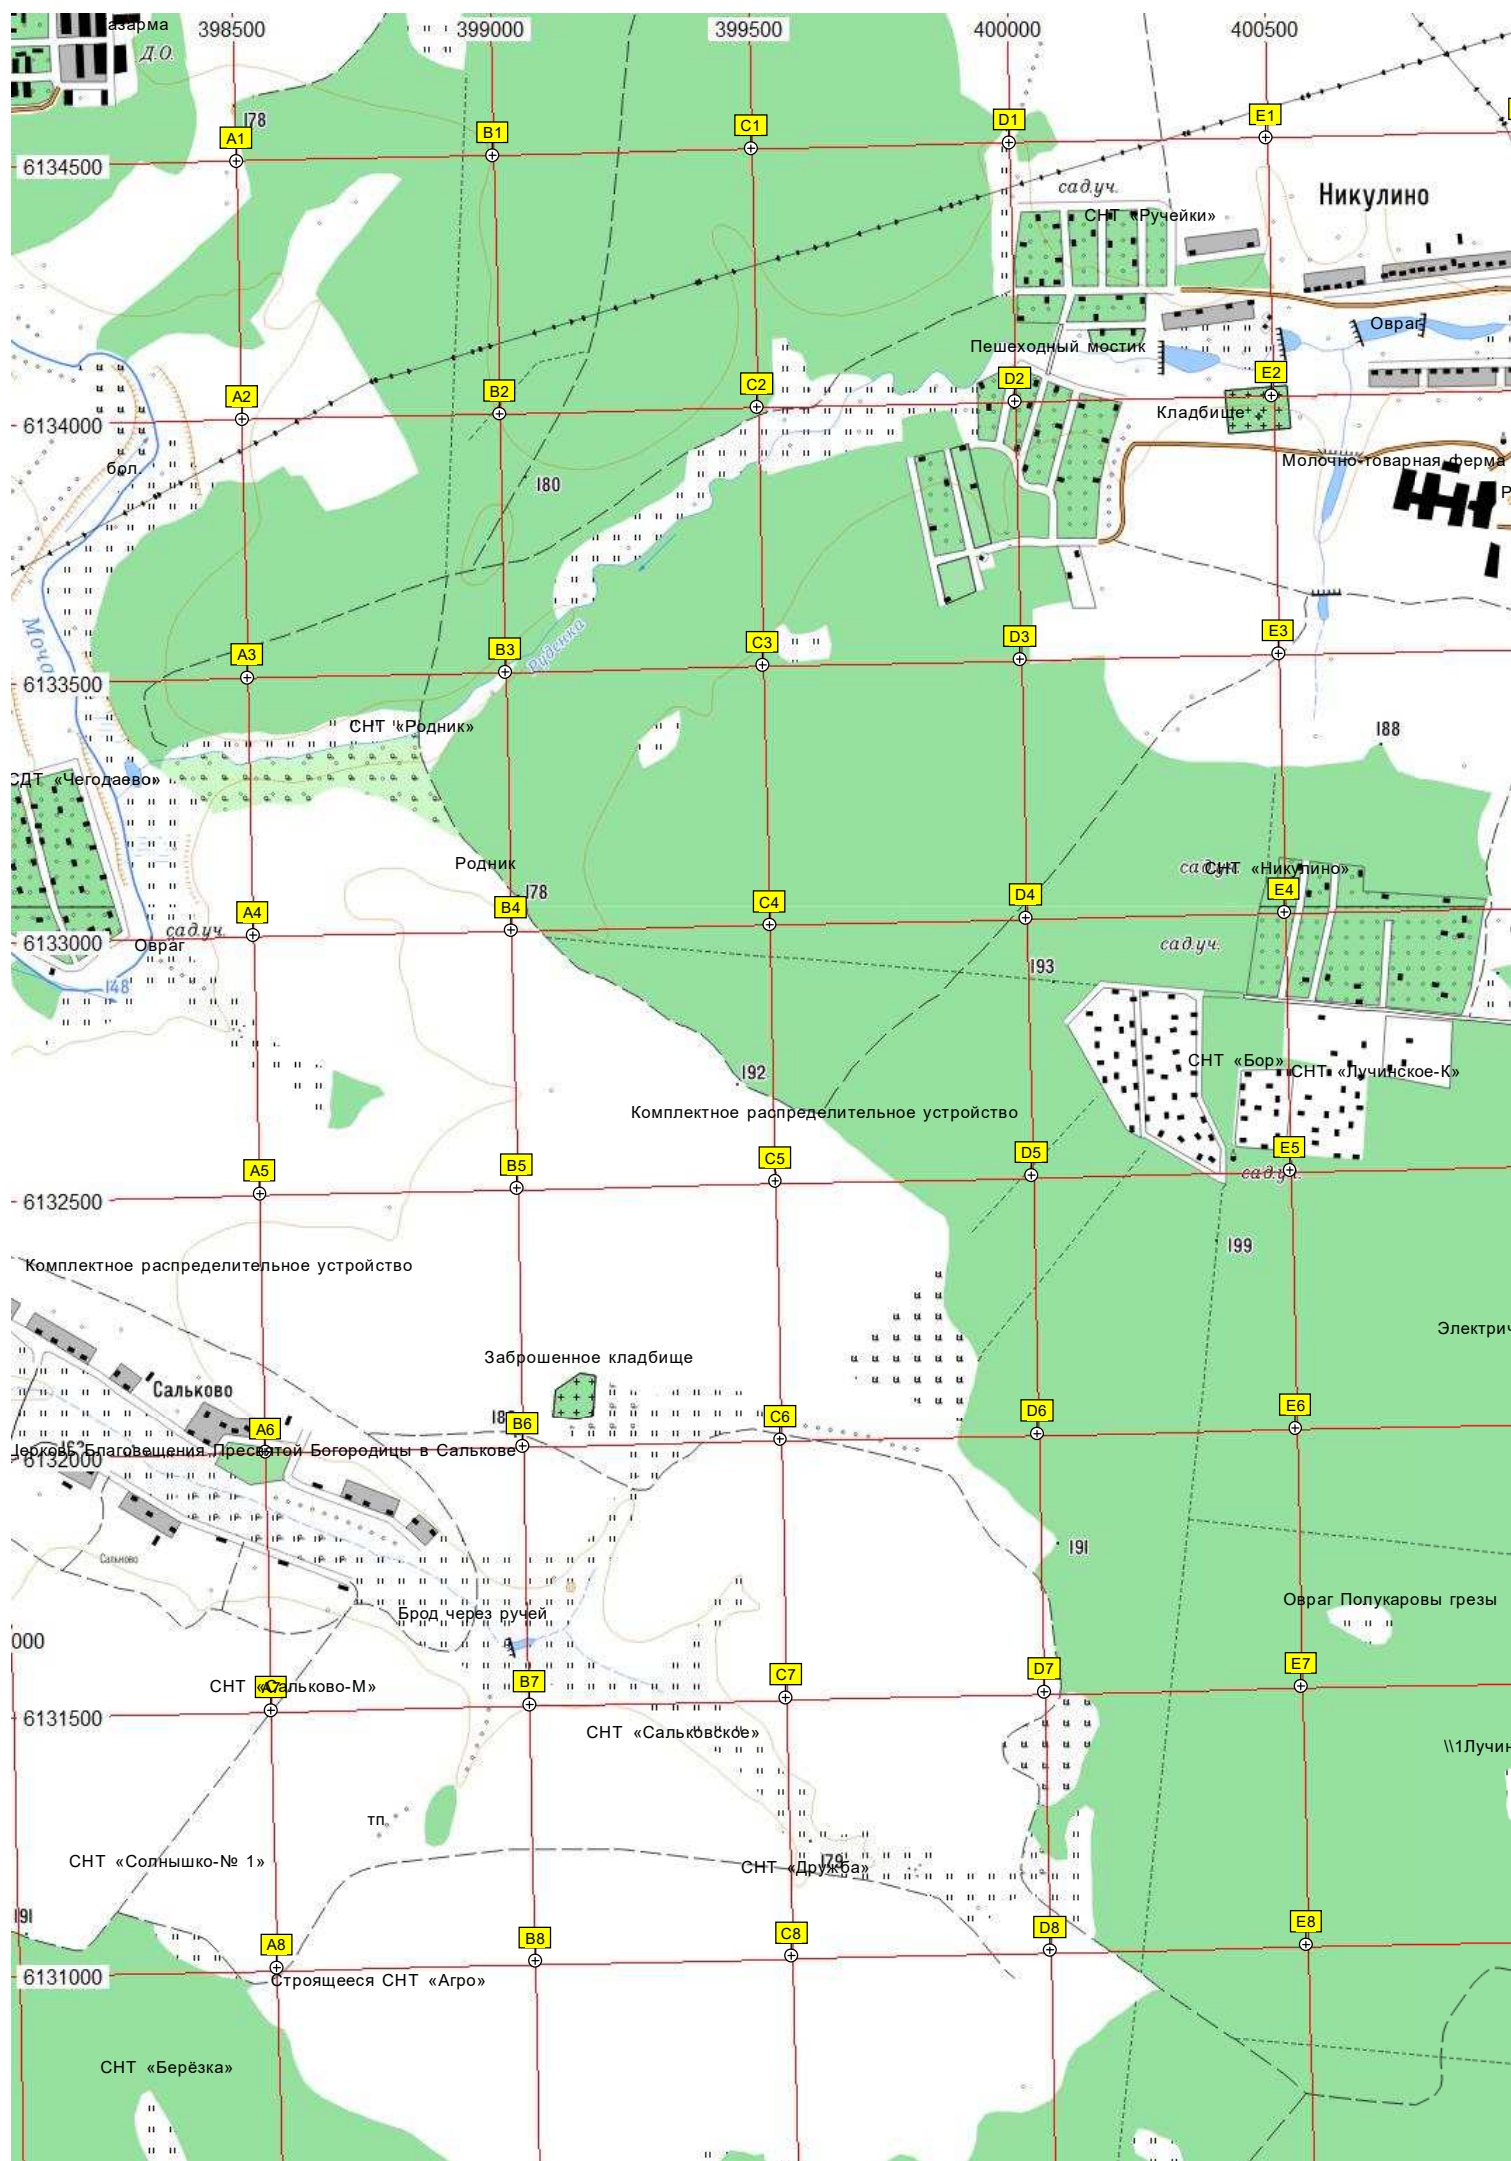 азарма
398500
399000
399500
400000
400500
Д.О.
178
A1
B1
C1
D1
E1
6134500
сад.уч.
Никулино
СНТ «Ручейки»
Овраг
Пешеходный мостик
A2
B2
C2
D2
E2
6134000
Кладбище
бол.
Молочно-товарная ферма
180
Р
Моча
Руденка
A3
B3
C3
D3
E3
6133500
СНТ «Родник»
188
СДТ «Чегодаево»
Родник
сад.уч.
СНТ «Никулино»
178
A4
B4
C4
D4
E4
сад.уч.
6133000
Овраг
сад.уч.
193
148
192
СНТ «Бор»
СНТ «Лучинское-К»
Комплектное распределительное устройство
A5
B5
C5
D5
E5
сад.уч.
6132500
199
Комплектное распределительное устройство
Электрич
Заброшенное кладбище
Сальково
A6
B6
C6
D6
E6
Церковь Благовещения Пресвятой Богородицы в Салькове
6132000
191
Сальково
Овраг Полукаровы грезы
Брод через ручей
000
СНТ «Сальково-М»
A7
B7
C7
D7
E7
6131500
СНТ «Сальковское»
\\1Лучин
тп
СНТ «Солнышко-№ 1»
179
СНТ «Дружба»
191
A8
B8
C8
D8
E8
6131000
Строящееся СНТ «Агро»
СНТ «Берёзка»